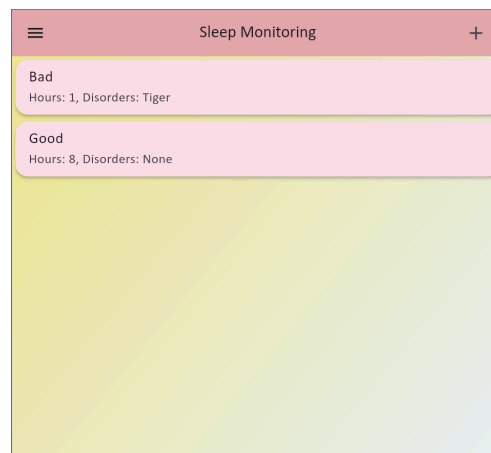 Sleep Monitoring
Bad
Hours: 1, Disorders: Tiger
Good
Hours: 8, Disorders: None